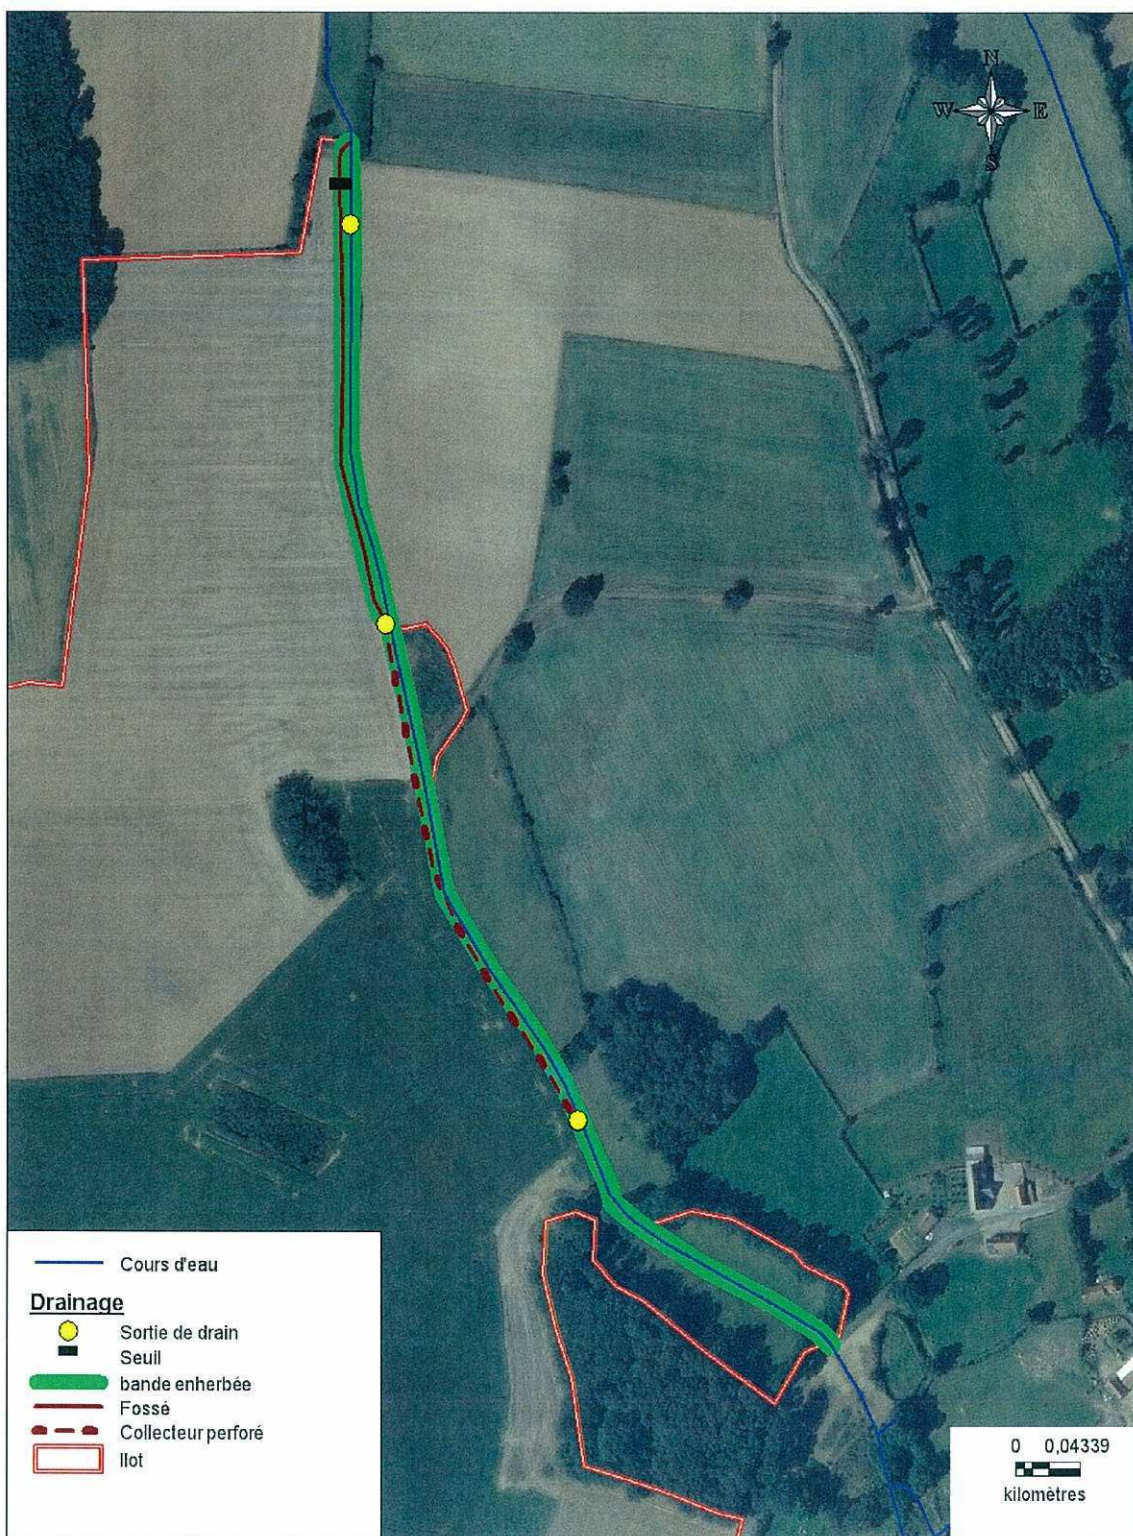 N
W E
S
Cours d'eau
Drainage
Sortie de drain
Seuil
bande enherbée
Fossé
Collecteur perforé
Ilot
0 0,04339
kilomètres